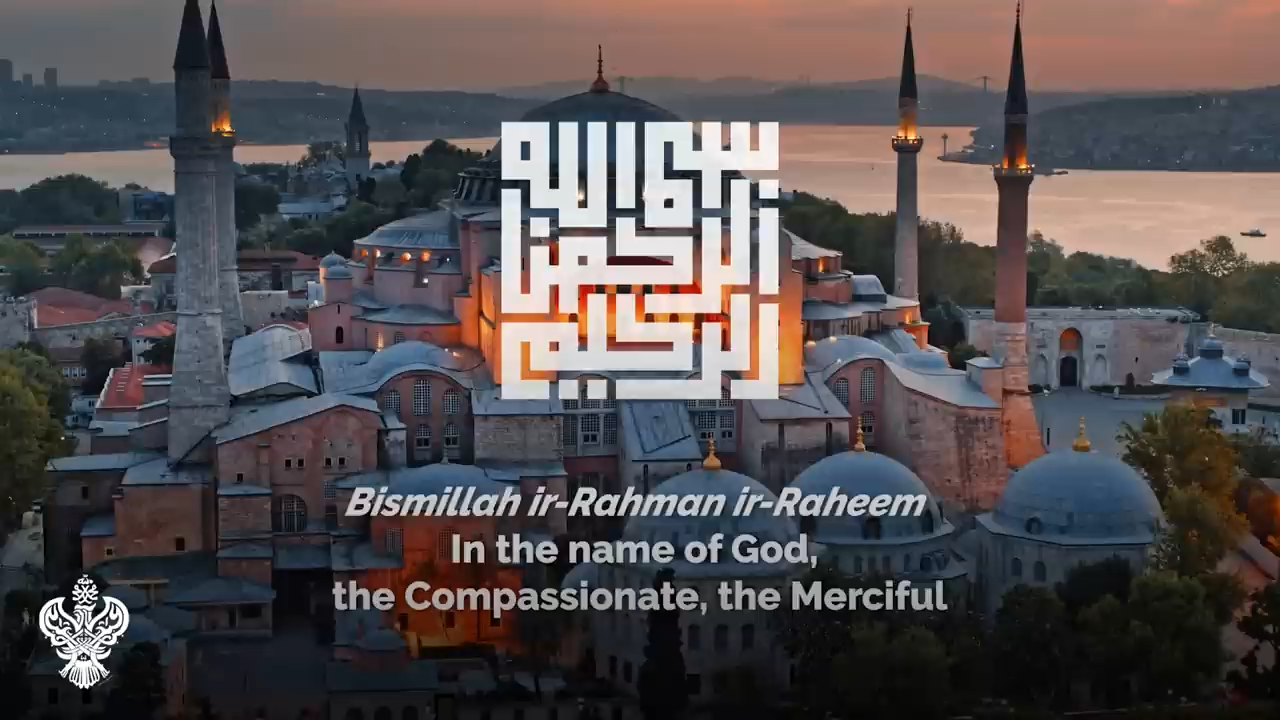 بسم الله
الرحمن
الرحيم
Bismillah ir-Rahman ir-Raheem
In the name of God,
the Compassionate, the Merciful